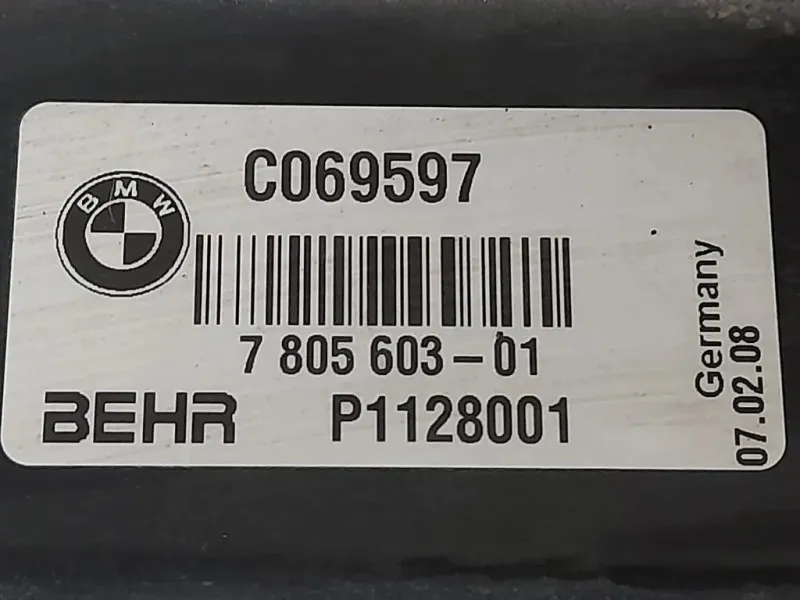 C069597
BMW
7 805 603-01
BEHR P1128001
Germany
07.02.08